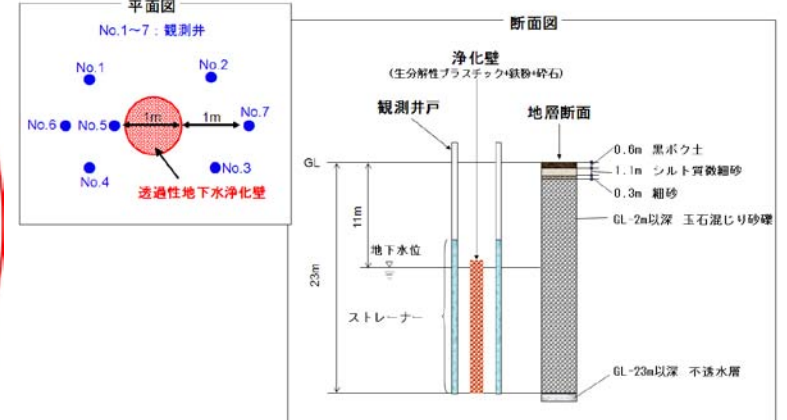 平面図
No.1～7：観測井
No.1
No.2
No.6
No.5
1m
1m
No.7
No.4
No.3
透過性地下水浄化壁
断面図
浄化壁
(生分解性プラスチック+鉄粉+砕石)
観測井戸
地層断面
GL
0.6m 黒ボク土
1.1m シルト質微細砂
0.3m 細砂
GL-2m以深 玉石混じり砂礫
11m
地下水位
23m
ストレーナー
GL-23m以深 不透水層